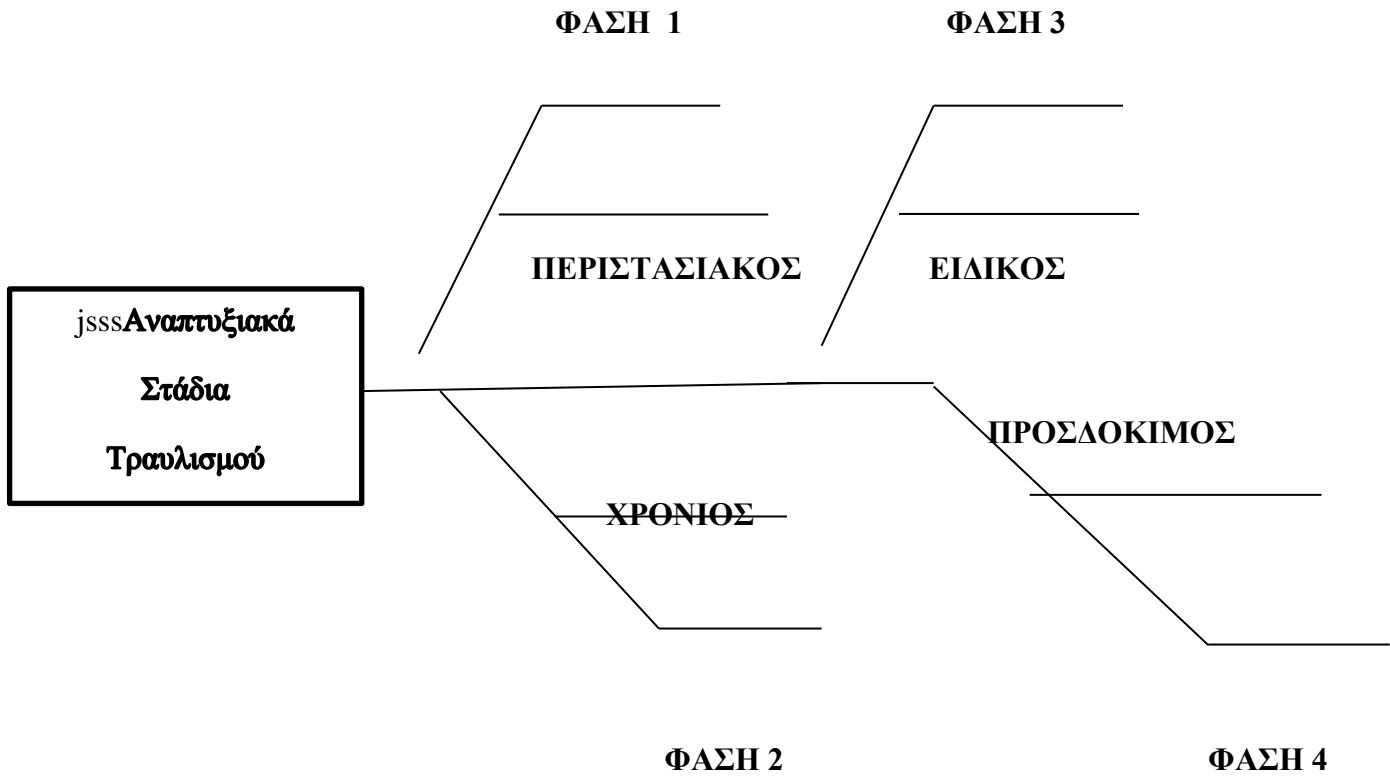 ΦΑΣΗ 1
ΦΑΣΗ 3
ΠΕΡΙΣΤΑΣΙΑΚΟΣ
ΕΙΔΙΚΟΣ
jsssΑναπτυξιακά
Στάδια
Τραυλισμού
ΠΡΟΣΔΟΚΙΜΟΣ
ΧΡΟΝΙΟΣ
ΦΑΣΗ 2
ΦΑΣΗ 4